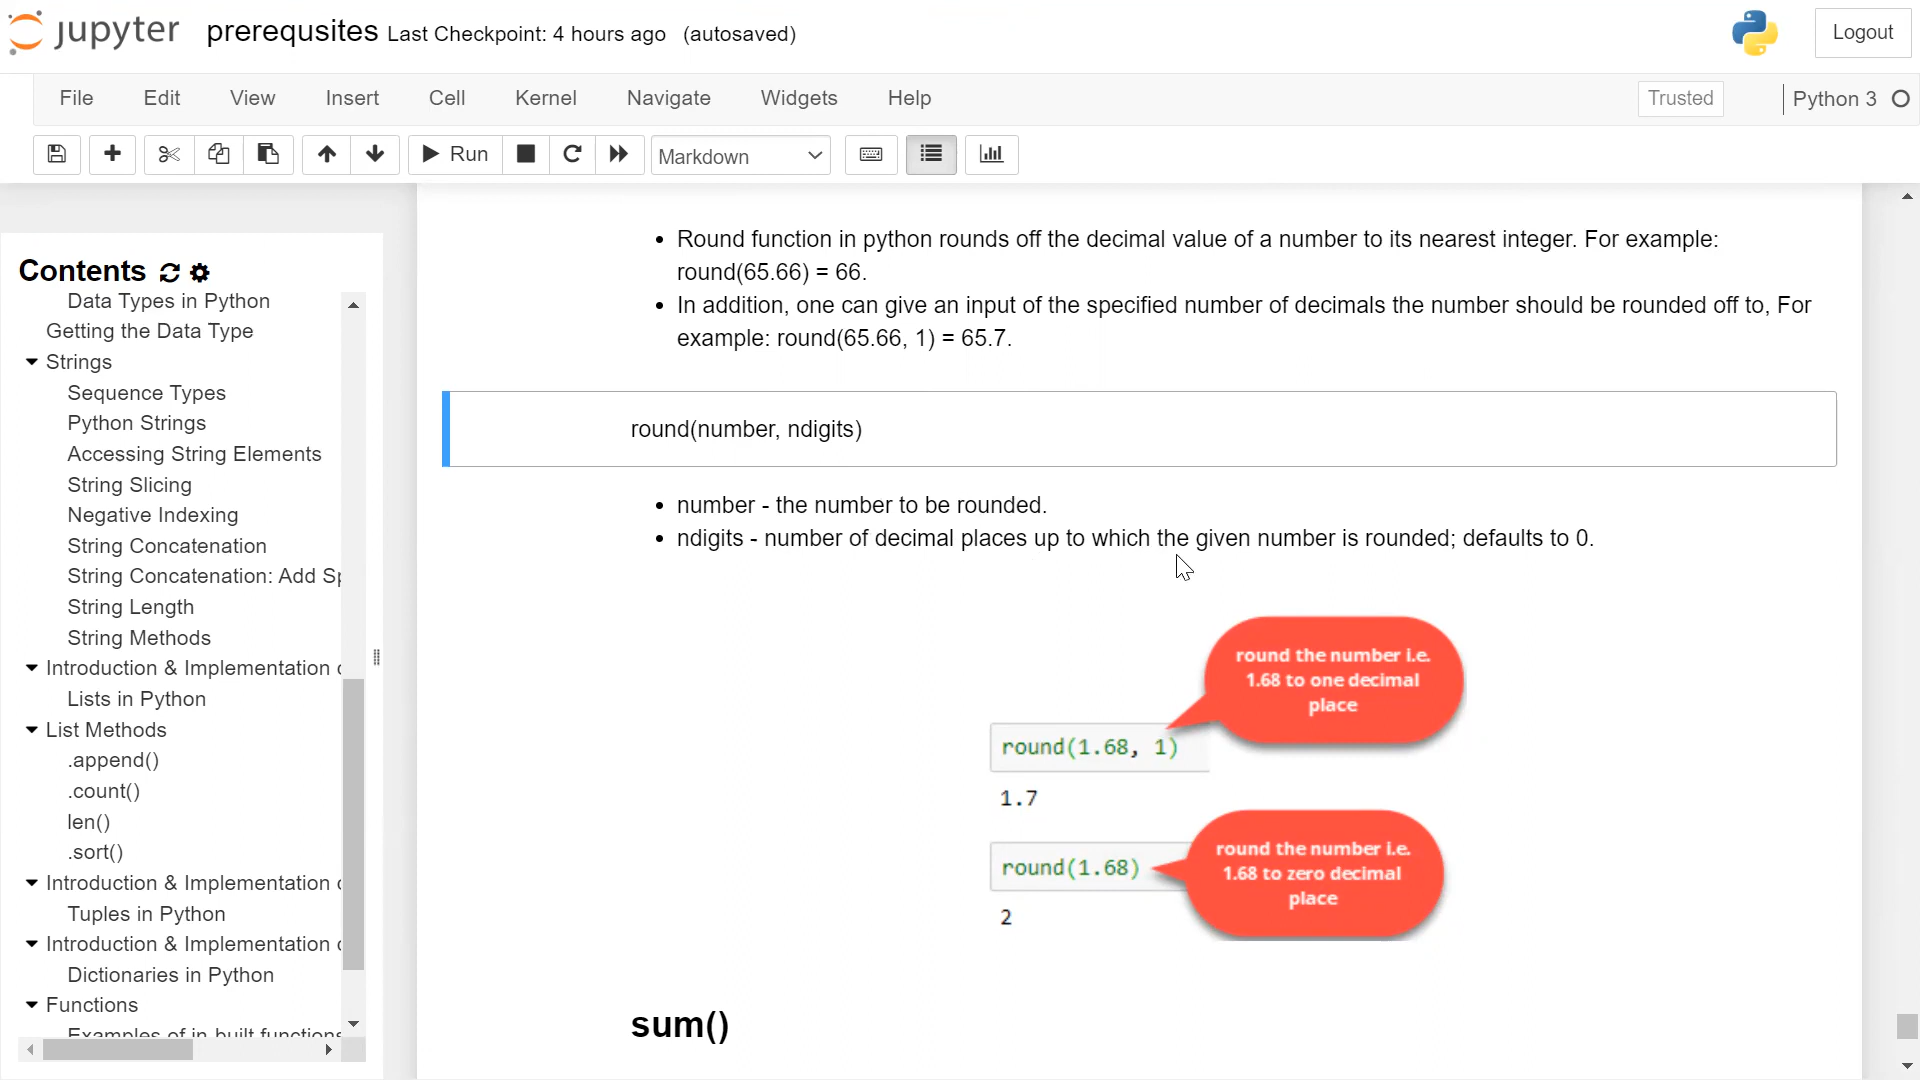 jupyter prerequsites Last Checkpoint: 4 hours ago (autosaved)
Logout
File Edit View Insert Cell Kernel Navigate Widgets Help
Trusted
Python 3
Run
Markdown
Contents
Data Types in Python
Getting the Data Type
Strings
Sequence Types
Python Strings
Accessing String Elements
String Slicing
Negative Indexing
String Concatenation
String Concatenation: Add Sp
String Length
String Methods
Introduction & Implementation
Lists in Python
List Methods
.append()
.count()
len()
.sort()
Introduction & Implementation
Tuples in Python
Introduction & Implementation
Dictionaries in Python
Functions
Examples of in-built functions
• Round function in python rounds off the decimal value of a number to its nearest integer. For example:
round(65.66) = 66.
• In addition, one can give an input of the specified number of decimals the number should be rounded off to, For
example: round(65.66, 1) = 65.7.
round(number, ndigits)
• number - the number to be rounded.
• ndigits - number of decimal places up to which the given number is rounded; defaults to 0.
round the number i.e.
1.68 to one decimal
place
round(1.68, 1)
1.7
round the number i.e.
1.68 to zero decimal
place
round(1.68)
2
sum()